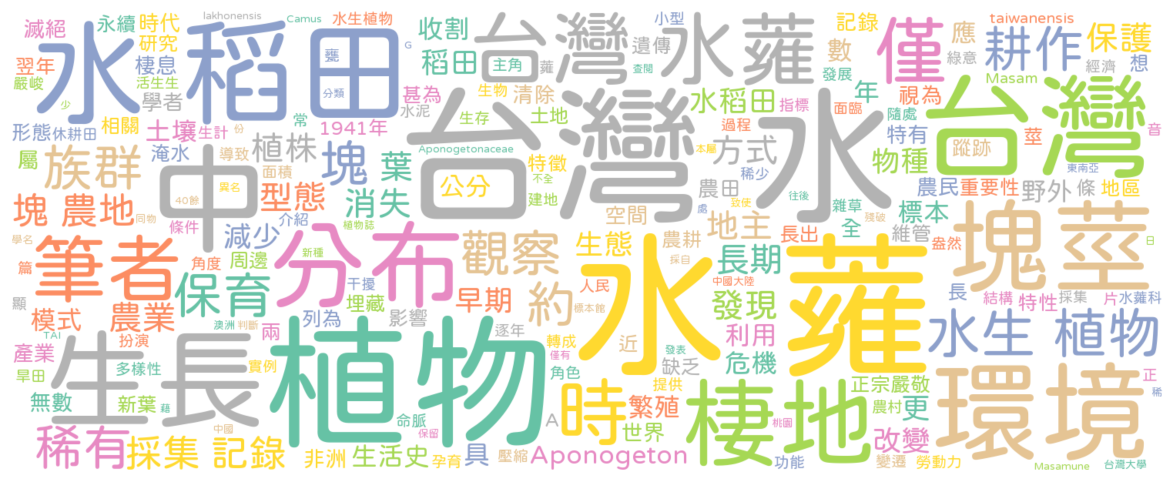 滅絕 永續 時代 lakhonensis Camus 水生植物 收割 小型 記錄 taiwanensis
研究 水稻田 甕 G 台灣 水蕹 數 僅 應 耕作 保護
翌年 棲息 分類 稻田 主角 遺傳 蕹 查閱 發展 綠意 經濟 想
嚴峻 活生生 甚為 生物 清除 年 Masam
少 學者 水泥 水稻田 指標 面臨 視為 隨處 台灣
形態 休耕田 相關 土壤 生計 常 份 1941年 生存 土地 過程 特有 莖 音
屬 族群 淹水 導致 植株 塊 葉 Aponogetonaceae 特徵 台灣 水 本屬 方式 物種 蹤跡 東南亞
中 面積 異名 40餘 型態 公分 不全 建地 稀少 農田 往後 農民 重要性 野外 條 地區
塊 農地 同物 條件 介紹 消失 植物誌 空間 致使 處 雜草 殘破 標本
學名 筆者 減少 分布 觀察 新種 農耕 地主 長出 全 維管 盎然 塊莖 日
篇 角度 周邊 生態 採自 長期
顯 保育 干擾 約 人民 中國大陸 水蕹 長 結構 特性 採集 片 水蕹科
模式 農業 澳洲 判斷 埋藏 早期 標本館 發現 水生 植物
TAI 扮演 列為 影響 兩 逐年 轉成 近 利用 發表
產業 生長 植物 僅有 缺乏 危機 環境 正
旱田 多樣性 實例 角色 提供 棲地 正宗嚴敬 稀
無數 新葉 藉 命脈 時 繁殖 農村 更
稀有 採集 記錄 中國 保留 A 世界 桃園 改變
非洲 生活史 孕育 具 壓縮 Aponogeton 功能 變遷 勞動力 Masamune 台灣大學